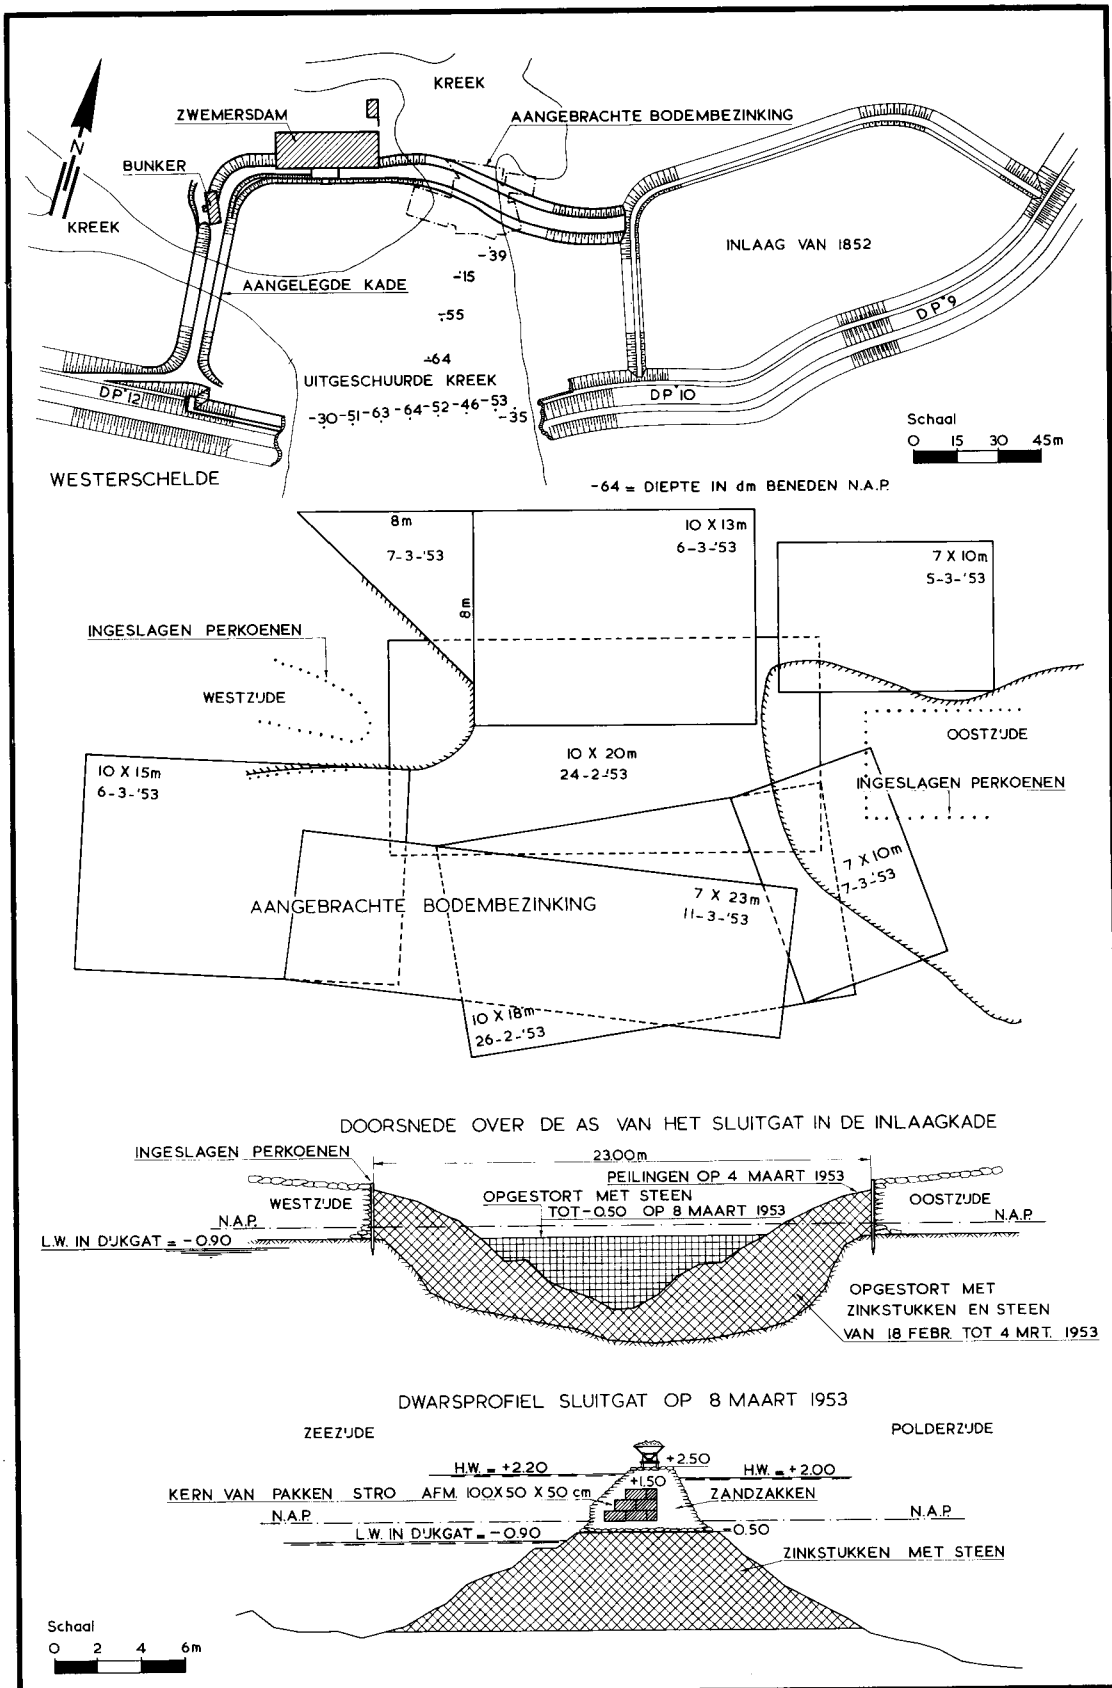 KREEK
ZWEMERSDAM
AANGEBRACHTE BODEMBEZINKING
N
BUNKER
KREEK
INLAAG VAN 1852
-39
AANGELEGDE KADE
-15
DP 9
-55
-64
UITGESCHUURDE KREEK
DP 12
-30 -51 -63 -64 -52 -46 -53
-35
DP 10
Schaal
0 15 30 45m
WESTERSCHELDE
-64 = DIEPTE IN dm BENEDEN N.A.P.
8m
7-3-'53
10 X 13m
6-3-'53
7 X 10m
5-3-'53
8m
INGESLAGEN PERKOENEN
WESTZIJDE
OOSTZIJDE
10 X 15m
6-3-'53
10 X 20m
24-2-'53
INGESLAGEN PERKOENEN
7 X 10m
7-3-'53
AANGEBRACHTE BODEMBEZINKING
7 X 23m
11-3-'53
10 X 18m
26-2-'53
DOORSNEDE OVER DE AS VAN HET SLUITGAT IN DE INLAAGKADE
INGESLAGEN PERKOENEN
23.00m
PEILINGEN OP 4 MAART 1953
WESTZIJDE
OPGESTORT MET STEEN
TOT -0.50 OP 8 MAART 1953
OOSTZIJDE
N.A.P.
N.A.P.
L.W. IN DIJKGAT = -0.90
OPGESTORT MET
ZINKSTUKKEN EN STEEN
VAN 18 FEBR. TOT 4 MRT. 1953
DWARSPROFIEL SLUITGAT OP 8 MAART 1953
ZEEZIJDE
POLDERZIJDE
+2.50
H.W. = +2.20
H.W. = +2.00
+1.50
KERN VAN PAKKEN STRO AFM. 100X50 X 50 cm
ZANDZAKKEN
N.A.P.
N.A.P.
L.W. IN DIJKGAT = -0.90
-0.50
ZINKSTUKKEN MET STEEN
Schaal
0 2 4 6m